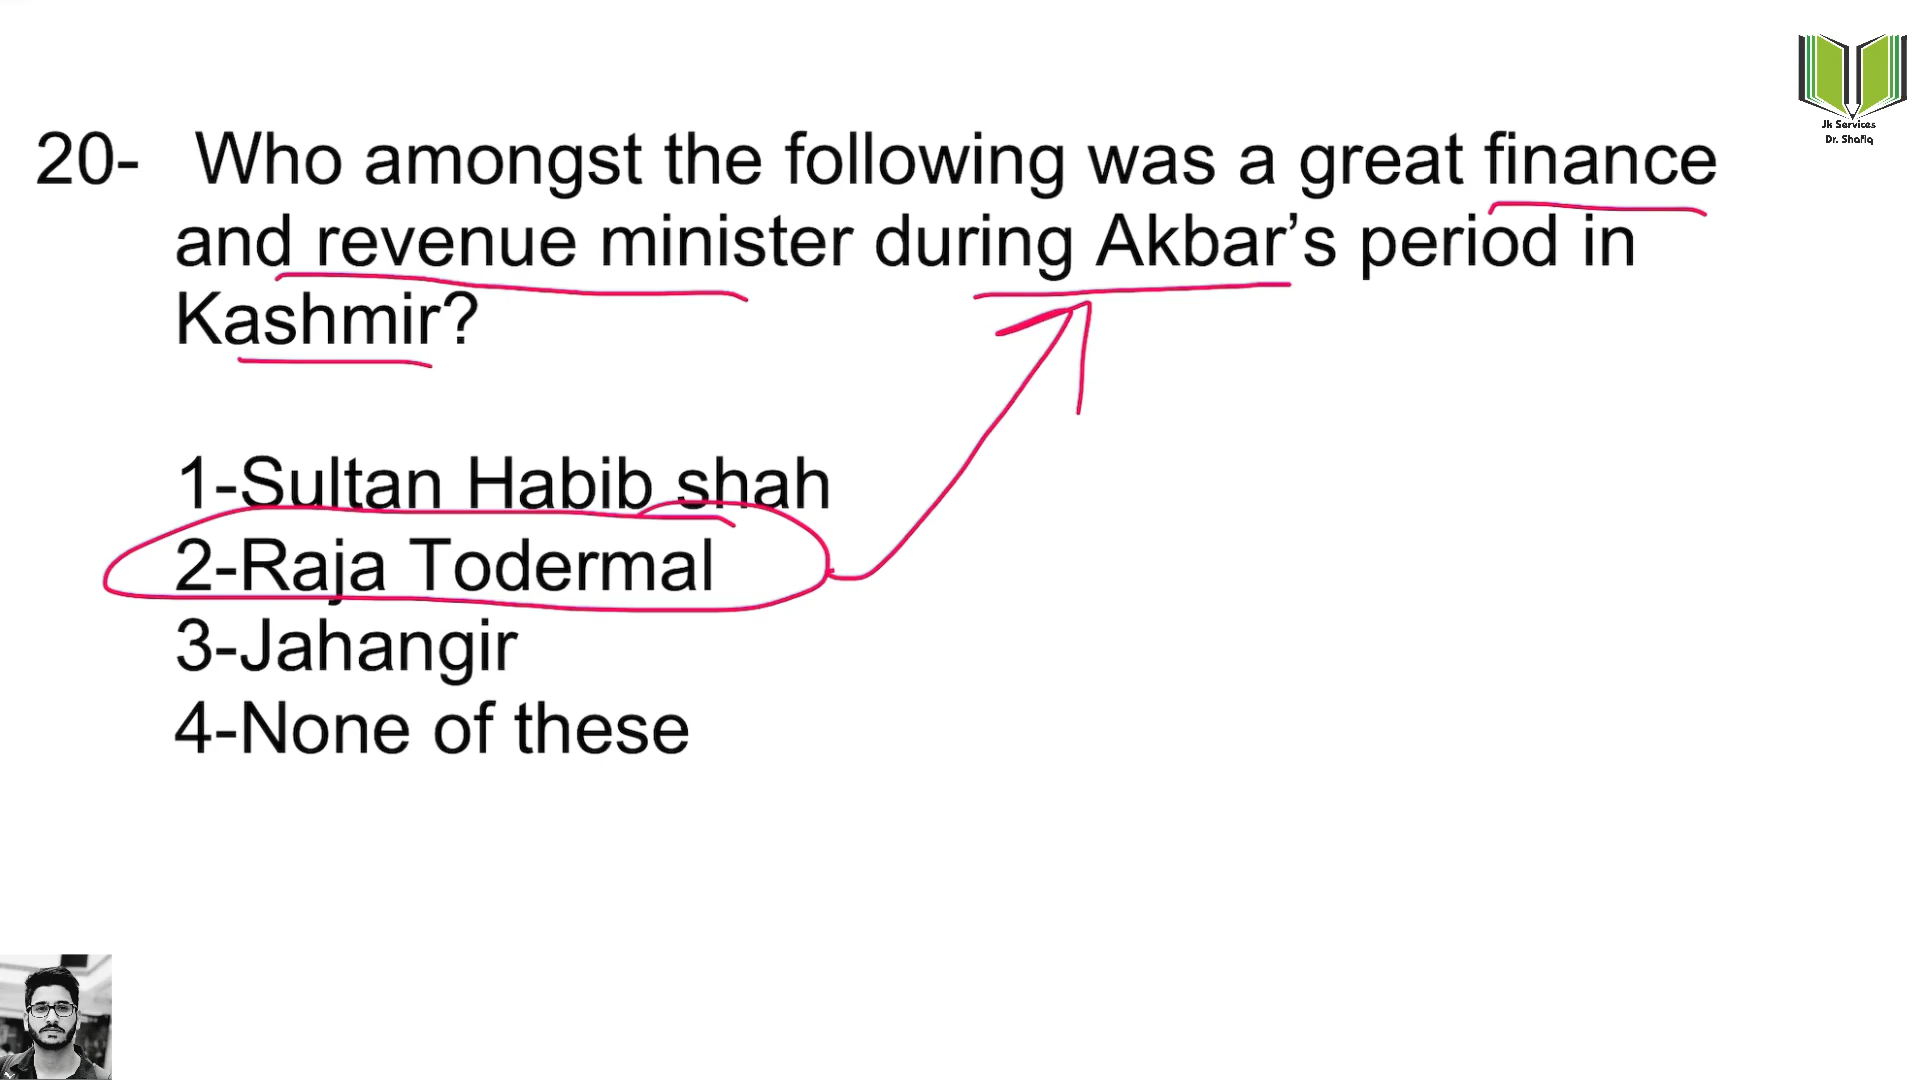 Jk Services
Dr. Shafiq
20- Who amongst the following was a great finance
and revenue minister during Akbar’s period in
Kashmir?
1-Sultan Habib shah
2-Raja Todermal
3-Jahangir
4-None of these